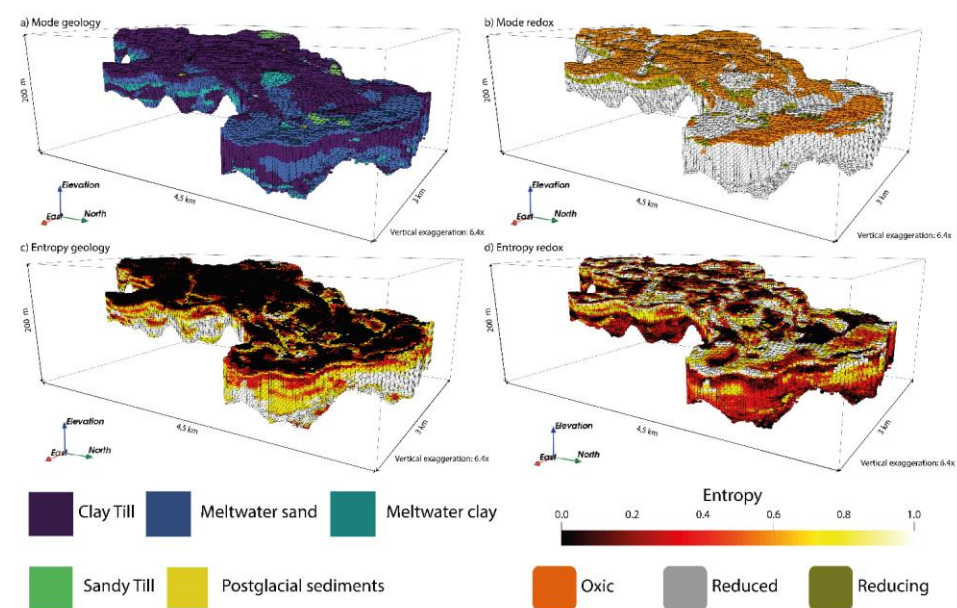 a) Mode geology
200 m
4,5 km
3 km
Elevation
East
North
Vertical exaggeration: 6.4x
b) Mode redox
200 m
4,5 km
3 km
Elevation
East
North
Vertical exaggeration: 6.4x
c) Entropy geology
200 m
4,5 km
3 km
Elevation
East
North
Vertical exaggeration: 6.4x
d) Entropy redox
200 m
4,5 km
3 km
Elevation
East
North
Vertical exaggeration: 6.4x
Clay Till
Meltwater sand
Meltwater clay
Sandy Till
Postglacial sediments
Entropy
0.0 0.2 0.4 0.6 0.8 1.0
Oxic
Reduced
Reducing